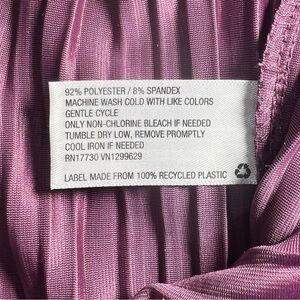 92% POLYESTER / 8% SPANDEX
MACHINE WASH COLD WITH LIKE COLORS
GENTLE CYCLE
ONLY NON-CHLORINE BLEACH IF NEEDED
TUMBLE DRY LOW, REMOVE PROMPTLY
COOL IRON IF NEEDED
RN17730 VN1299629
LABEL MADE FROM 100% RECYCLED PLASTIC